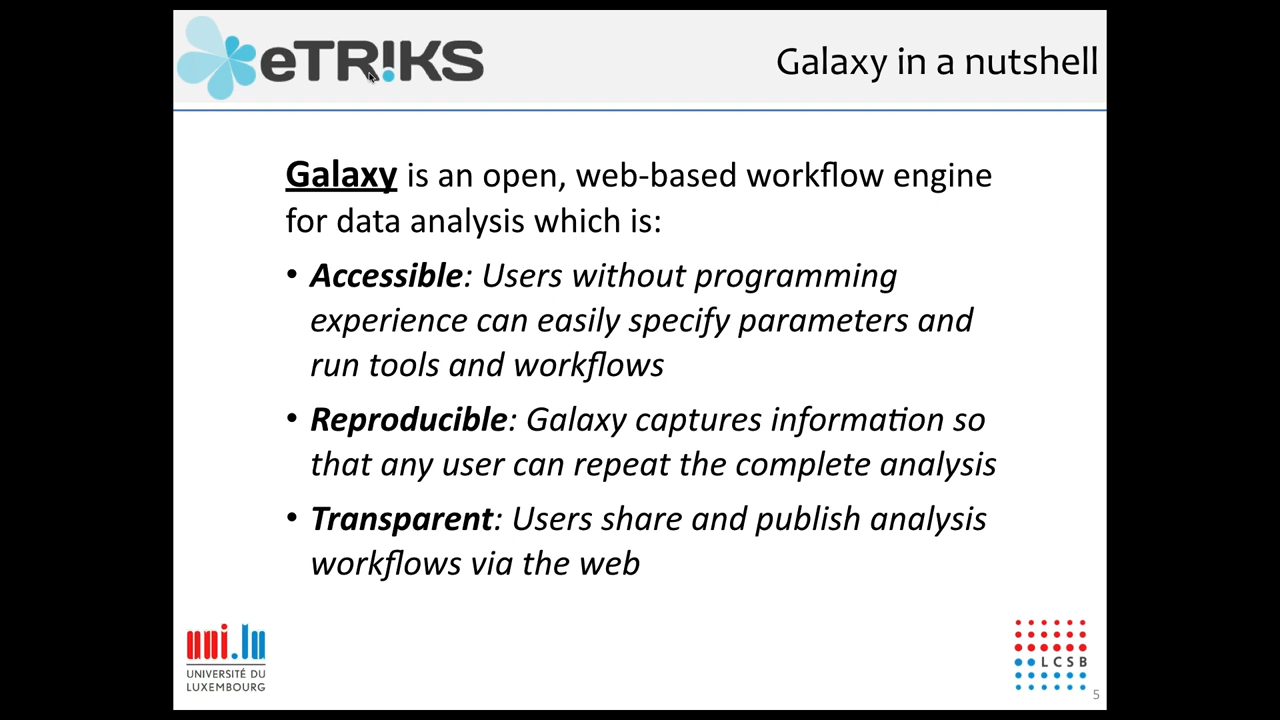 eTRIKS
Galaxy in a nutshell
Galaxy is an open, web-based workflow engine
for data analysis which is:
• Accessible: Users without programming
experience can easily specify parameters and
run tools and workflows
• Reproducible: Galaxy captures information so
that any user can repeat the complete analysis
• Transparent: Users share and publish analysis
workflows via the web
uni.lu
UNIVERSITÉ DU
LUXEMBOURG
LCSB
5